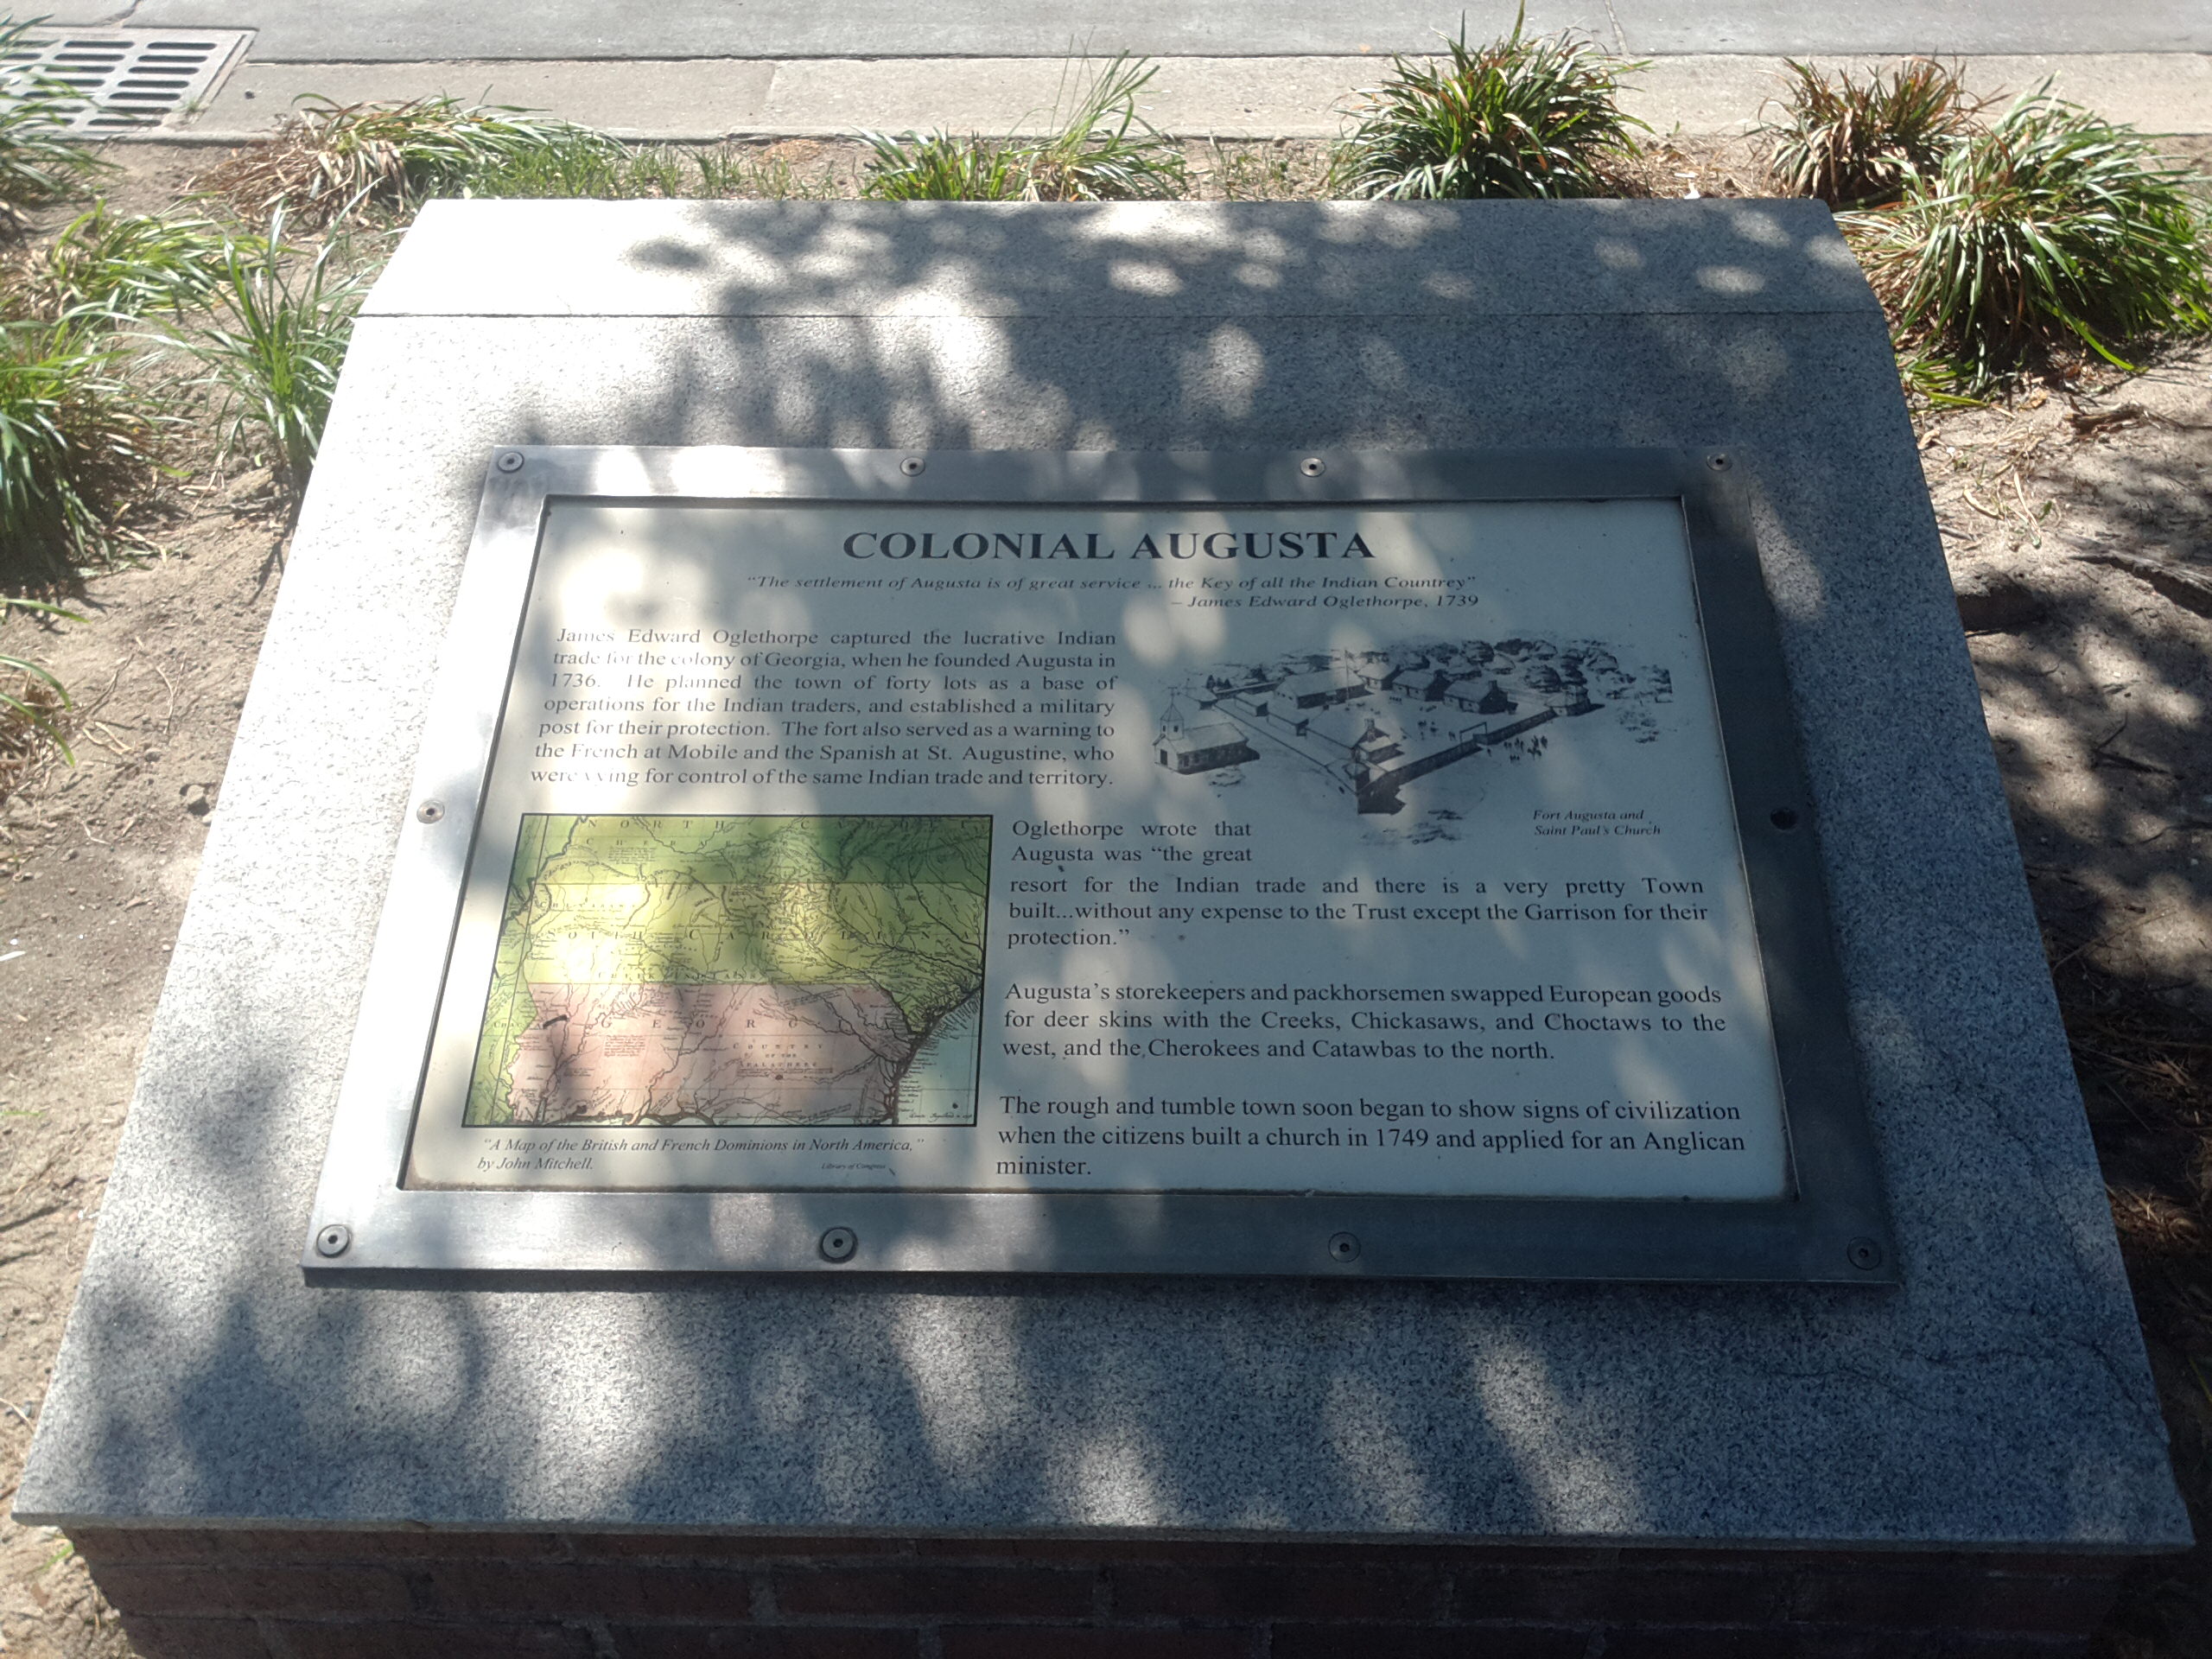 COLONIAL AUGUSTA
"The settlement of Augusta is of great service ... the Key of all the Indian Countrey"
– James Edward Oglethorpe, 1739
James Edward Oglethorpe captured the lucrative Indian
trade for the colony of Georgia, when he founded Augusta in
1736. He planned the town of forty lots as a base of
operations for the Indian traders, and established a military
post for their protection. The fort also served as a warning to
the French at Mobile and the Spanish at St. Augustine, who
were vying for control of the same Indian trade and territory.
Fort Augusta and
Saint Paul's Church
Oglethorpe wrote that
Augusta was "the great
resort for the Indian trade and there is a very pretty Town
built...without any expense to the Trust except the Garrison for their
protection."
Augusta's storekeepers and packhorsemen swapped European goods
for deer skins with the Creeks, Chickasaws, and Choctaws to the
west, and the Cherokees and Catawbas to the north.
The rough and tumble town soon began to show signs of civilization
when the citizens built a church in 1749 and applied for an Anglican
minister.
NORTH
GEORG
COUNTRY
OF THE
"A Map of the British and French Dominions in North America,"
by John Mitchell.
Library of Congress